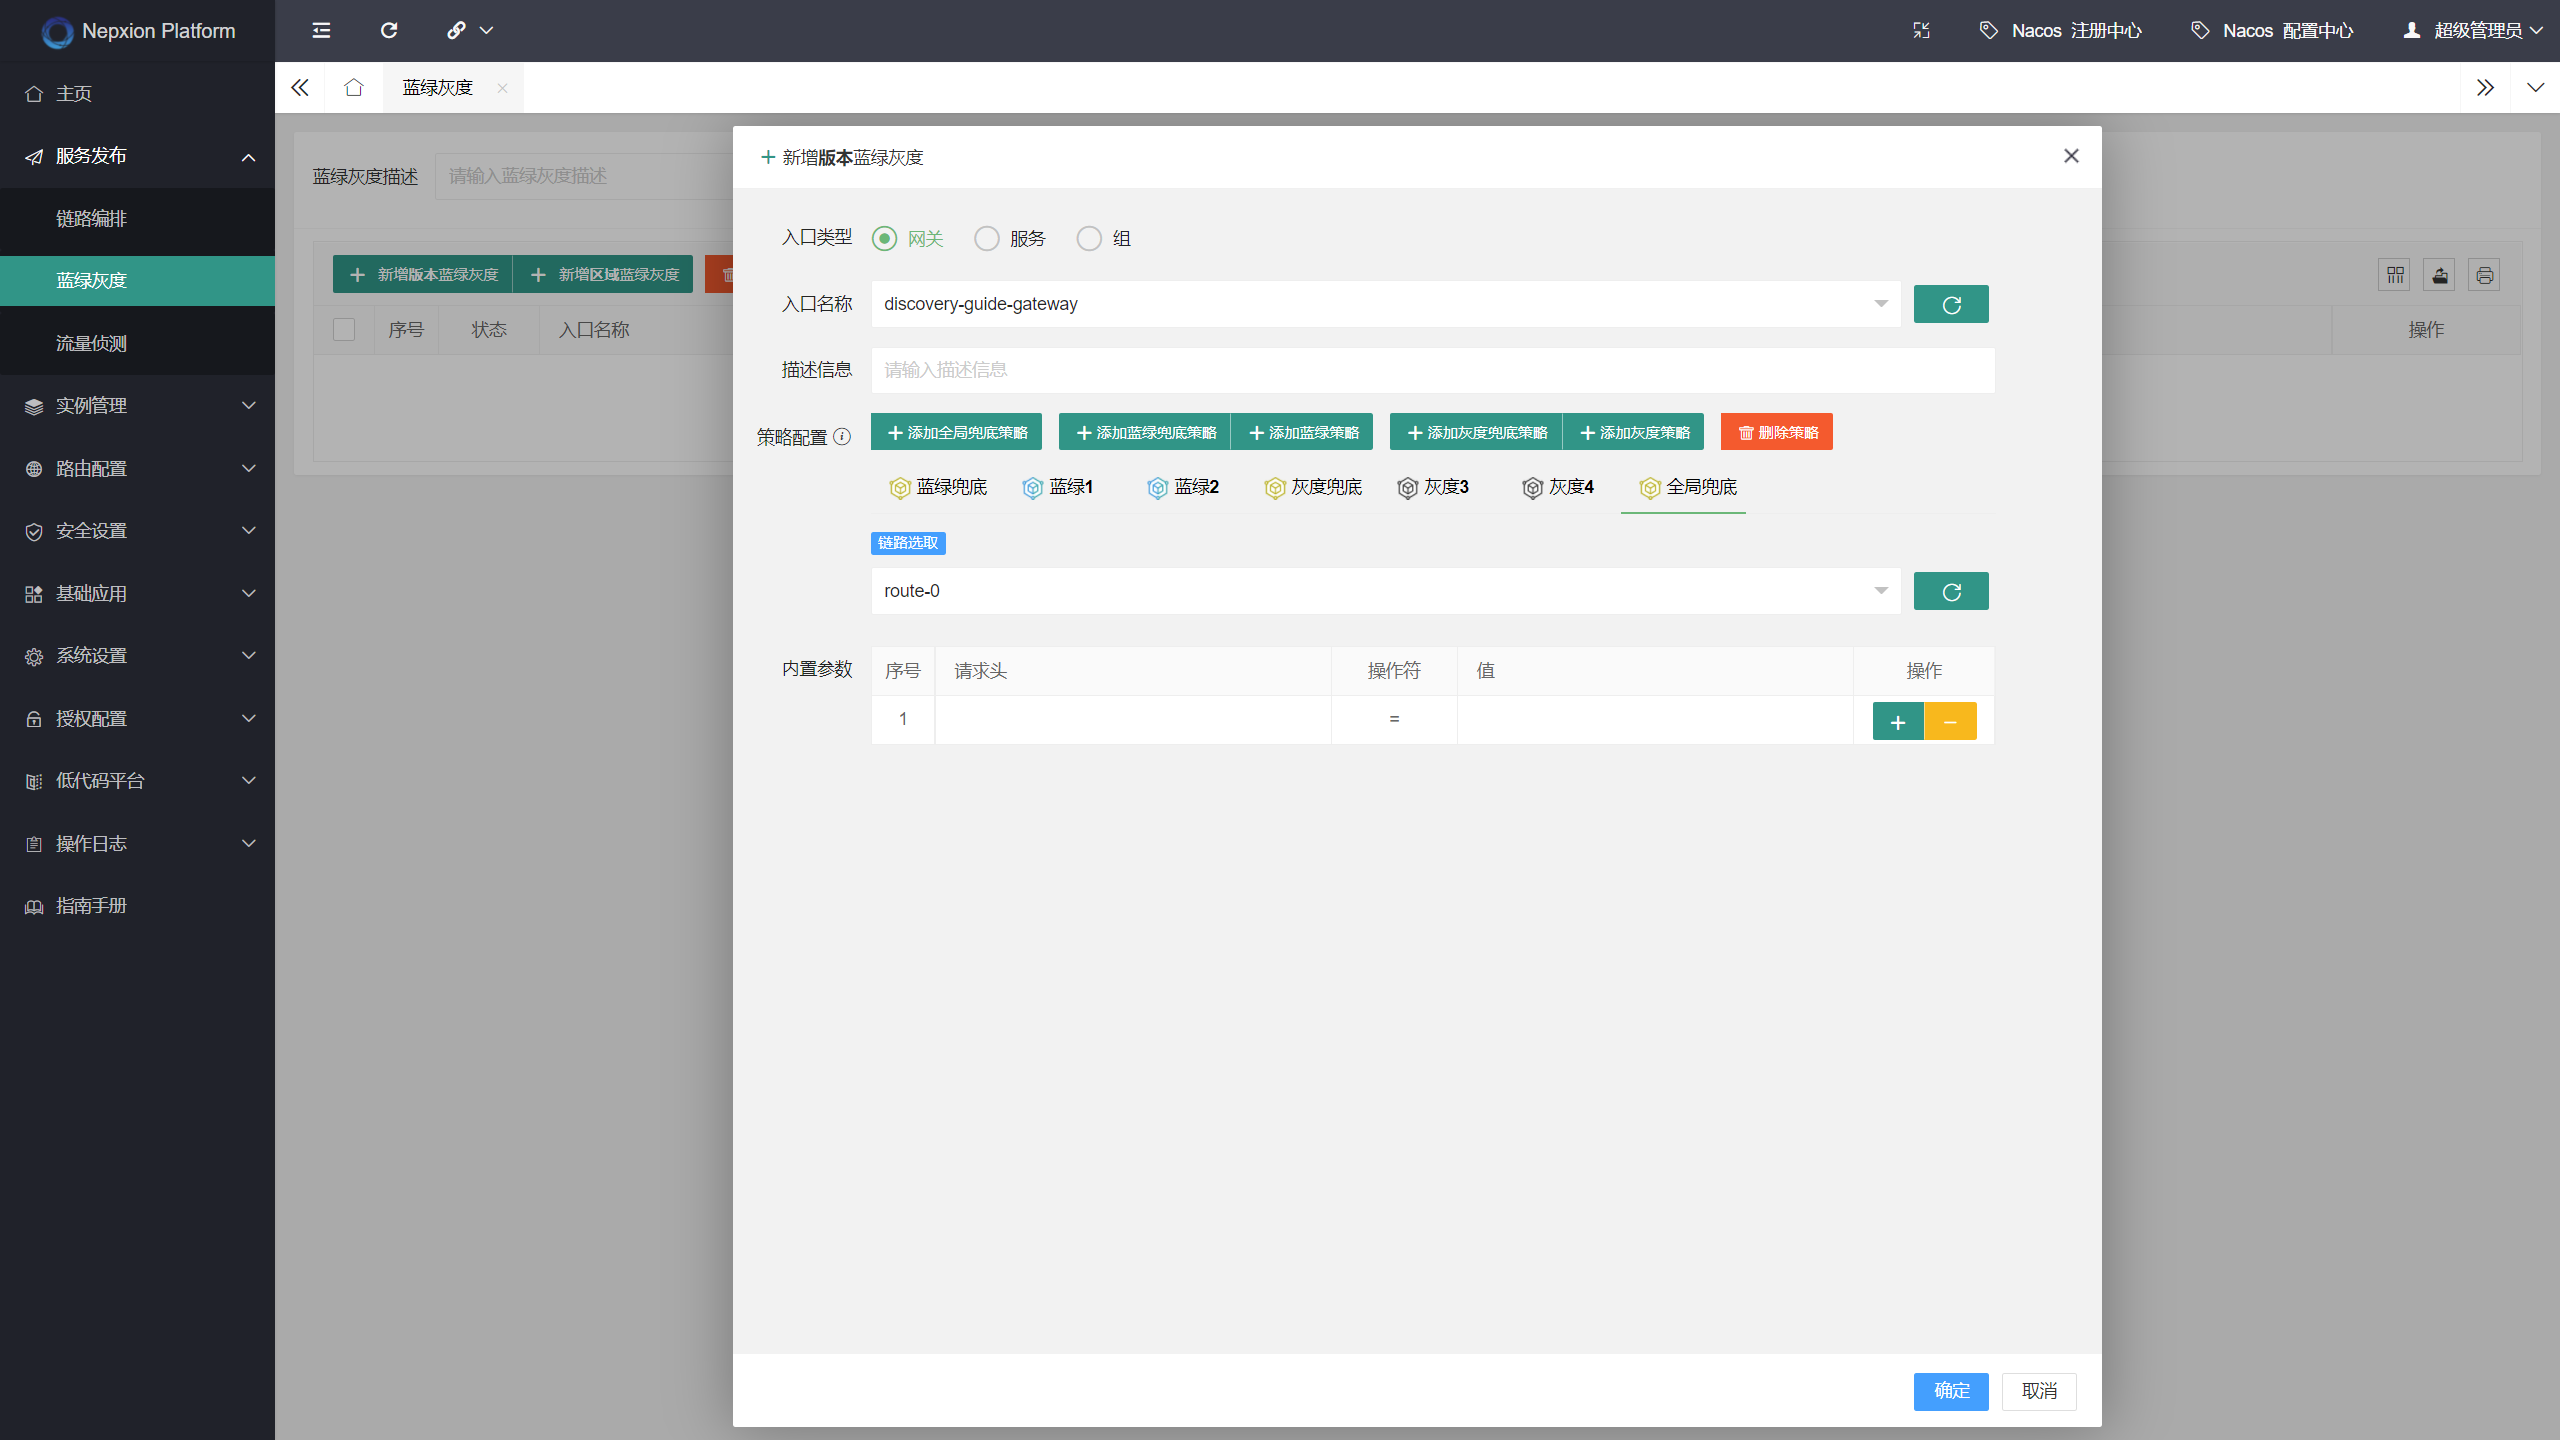 Nepxion Platform
Nacos 注册中心
Nacos 配置中心
超级管理员
主页
服务发布
链路编排
蓝绿灰度
流量侦测
实例管理
路由配置
安全设置
基础应用
系统设置
授权配置
低代码平台
操作日志
指南手册
蓝绿灰度
蓝绿灰度描述 请输入蓝绿灰度描述
新增版本蓝绿灰度 新增区域蓝绿灰度
序号 状态 入口名称 操作
新增版本蓝绿灰度
入口类型 网关 服务 组
入口名称 discovery-guide-gateway
描述信息 请输入描述信息
策略配置 添加全局兜底策略 添加蓝绿兜底策略 添加蓝绿策略 添加灰度兜底策略 添加灰度策略 删除策略
蓝绿兜底 蓝绿1 蓝绿2 灰度兜底 灰度3 灰度4 全局兜底
链路选取
route-0
内置参数 序号 请求头 操作符 值 操作
1 =
确定 取消